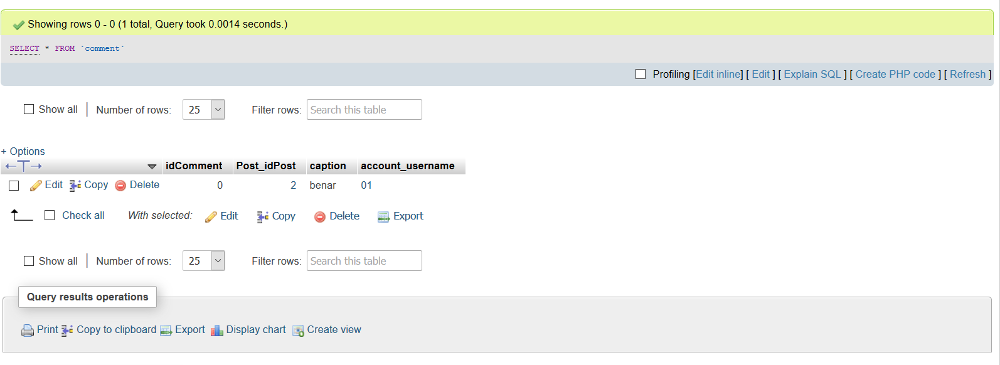 Showing rows 0 - 0 (1 total, Query took 0.0014 seconds.)
SELECT * FROM `comment`
Profiling [Edit inline] [ Edit ] [ Explain SQL ] [ Create PHP code ] [ Refresh ]
Show all Number of rows: 25 Filter rows: Search this table
+ Options
idComment Post_idPost caption account_username
Edit Copy Delete 0 2 benar 01
Check all With selected: Edit Copy Delete Export
Show all Number of rows: 25 Filter rows: Search this table
Query results operations
Print Copy to clipboard Export Display chart Create view